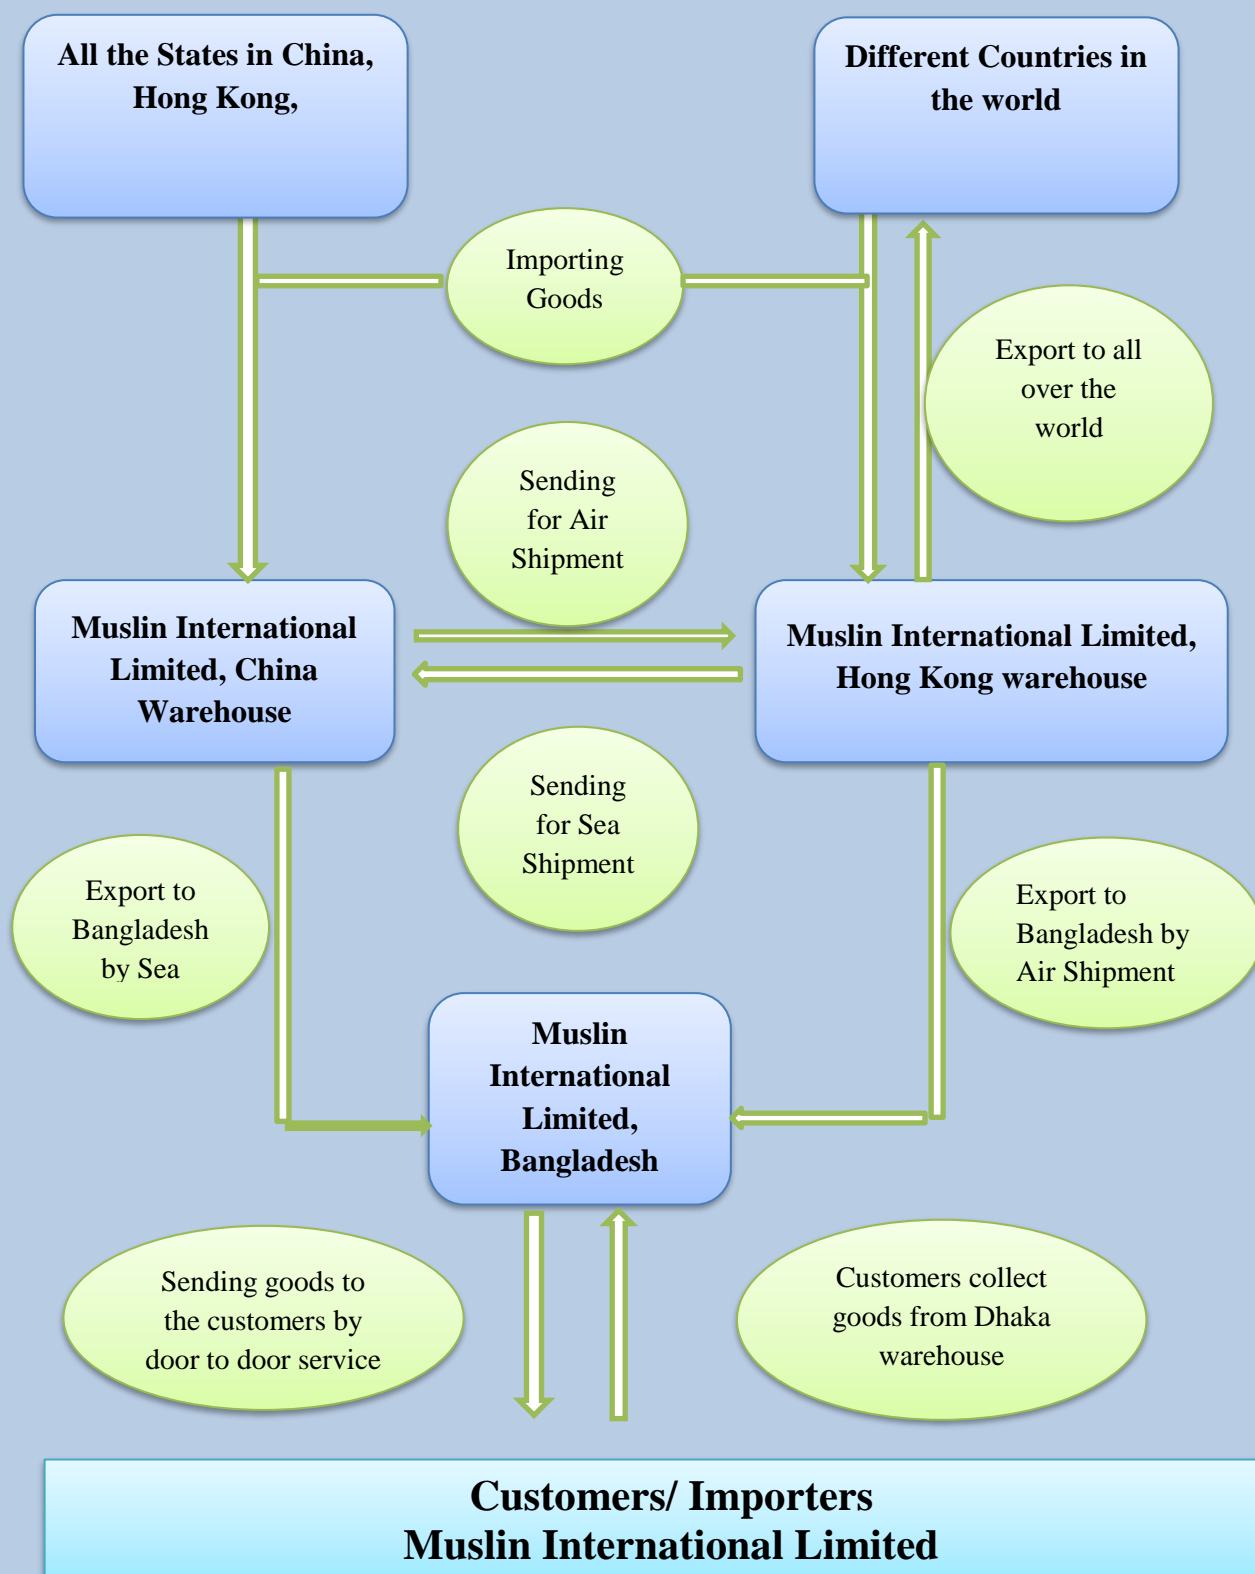 All the States in China,
Hong Kong,
Different Countries in
the world
Importing
Goods
Export to all
over the
world
Sending
for Air
Shipment
Muslin International
Limited, China
Warehouse
Muslin International Limited,
Hong Kong warehouse
Sending
for Sea
Shipment
Export to
Bangladesh
by Sea
Export to
Bangladesh by
Air Shipment
Muslin
International
Limited,
Bangladesh
Sending goods to
the customers by
door to door service
Customers collect
goods from Dhaka
warehouse
Customers/ Importers
Muslin International Limited